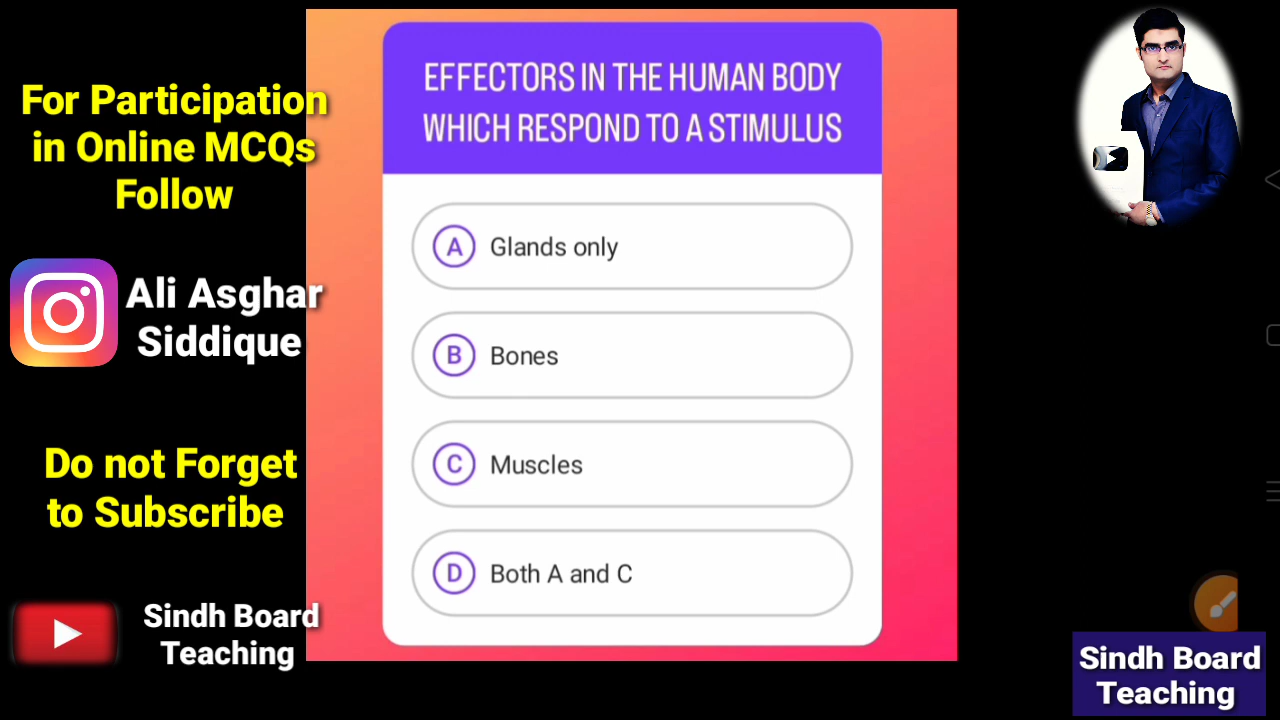 For Participation
in Online MCQs
Follow
Ali Asghar
Siddique
Do not Forget
to Subscribe
Sindh Board
Teaching
EFFECTORS IN THE HUMAN BODY
WHICH RESPOND TO A STIMULUS
A Glands only
B Bones
C Muscles
D Both A and C
Sindh Board
Teaching